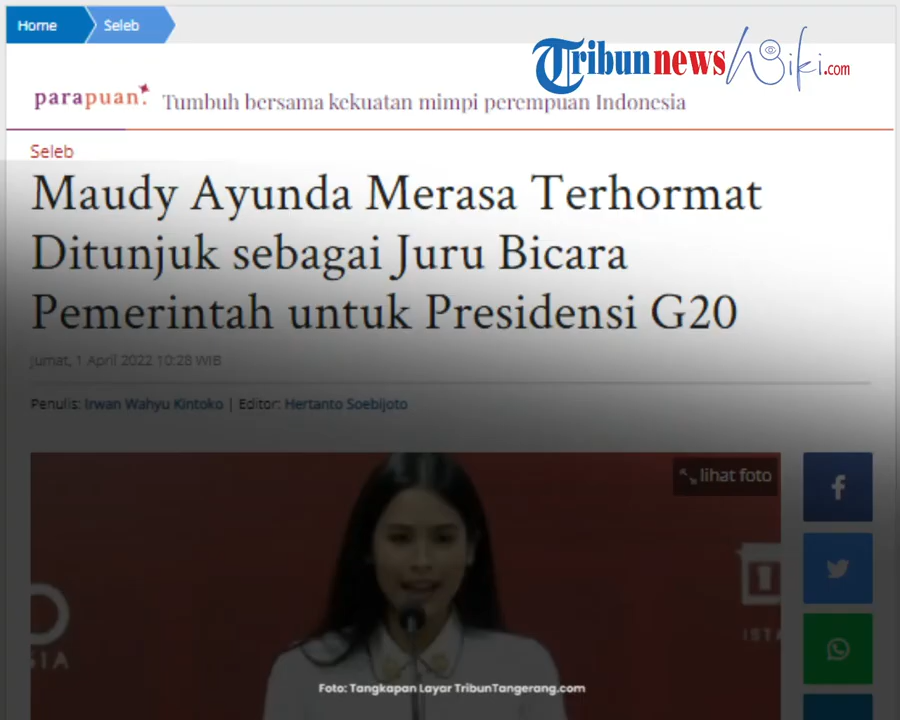 Home Seleb
Tribunnews Wiki.com
parapuan. Tumbuh bersama kekuatan mimpi perempuan Indonesia
Seleb
Maudy Ayunda Merasa Terhormat
Ditunjuk sebagai Juru Bicara
Pemerintah untuk Presidensi G20
Jumat, 1 April 2022 10:28 WIB
Penulis: Irwan Wahyu Kintoko | Editor: Hertanto Soebijoto
lihat foto
Foto: Tangkapan Layar TribunTangerang.com